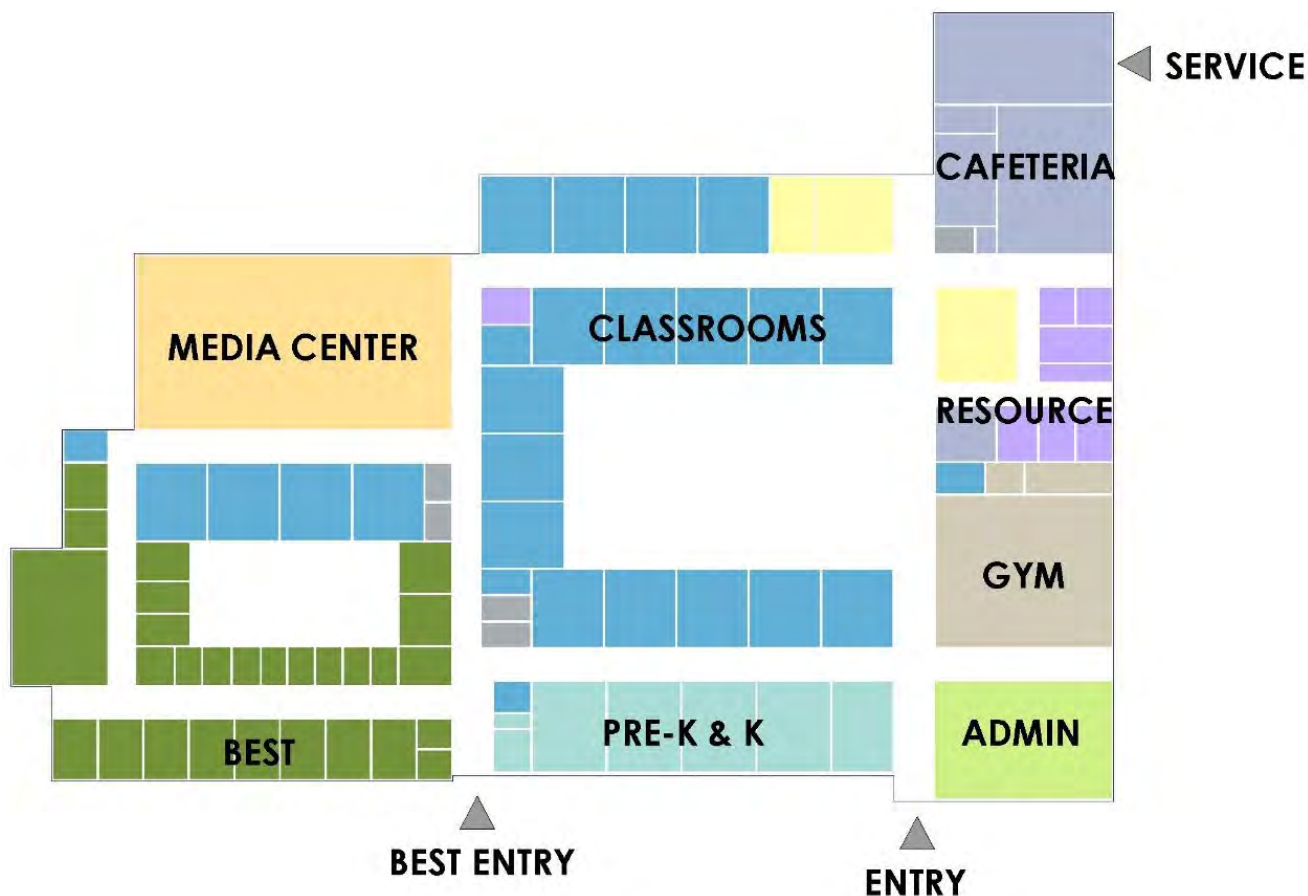 SERVICE
CAFETERIA
CLASSROOMS
MEDIA CENTER
RESOURCE
GYM
PRE-K & K
ADMIN
BEST
BEST ENTRY
ENTRY